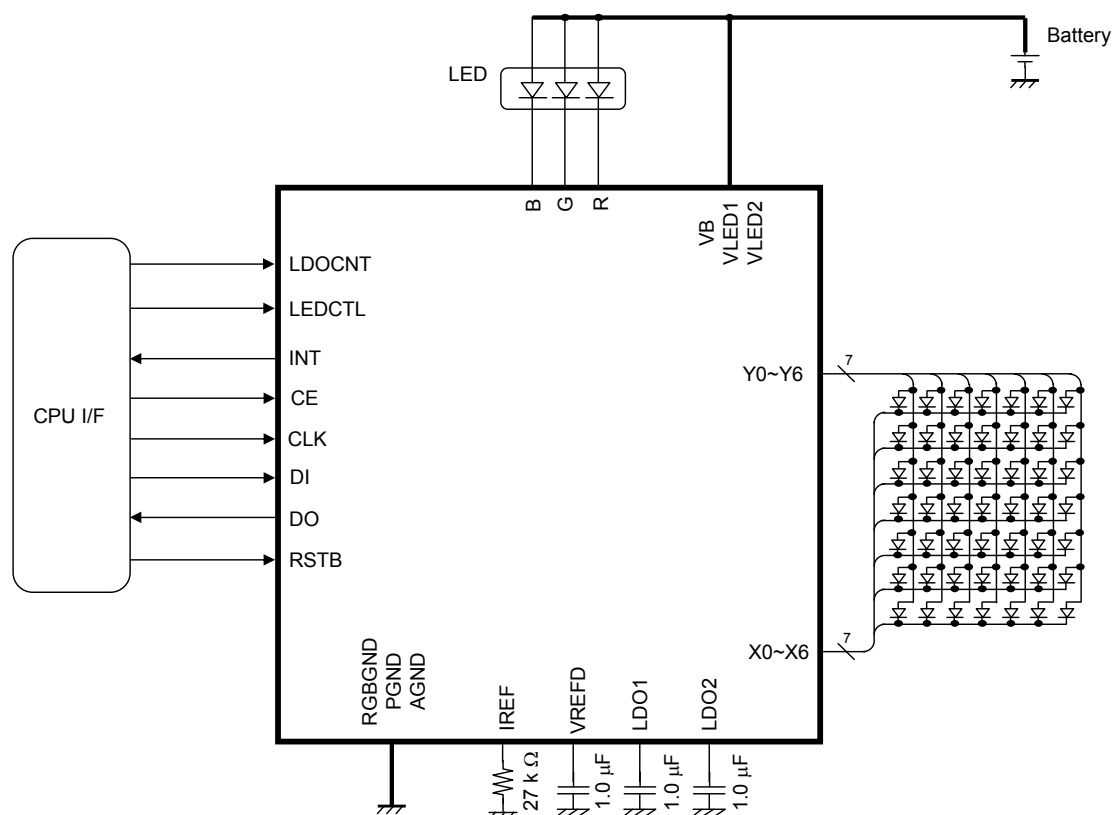 Battery
LED
B
G
R
VB
VLED1
VLED2
CPU I/F
LDOCNT
LEDCTL
INT
CE
CLK
DI
DO
RSTB
Y0~Y6
7
X0~X6
7
RGBGND
PGND
AGND
IREF
VREFD
LDO1
LDO2
27 k Ω
1.0 μF
1.0 μF
1.0 μF